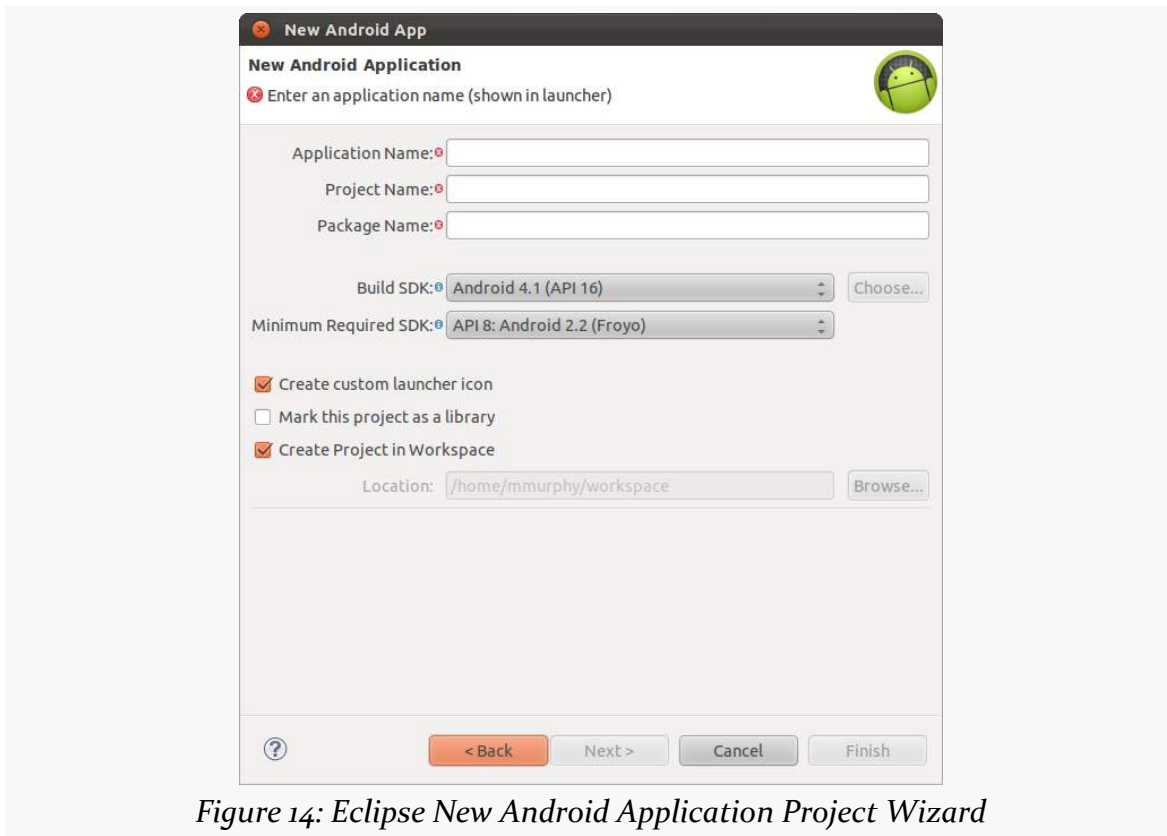 New Android App
New Android Application
Enter an application name (shown in launcher)
Application Name:
Project Name:
Package Name:
Build SDK: Android 4.1 (API 16) Choose...
Minimum Required SDK: API 8: Android 2.2 (Froyo)
Create custom launcher icon
Mark this project as a library
Create Project in Workspace
Location: /home/mmurphy/workspace Browse...
? < Back Next > Cancel Finish
Figure 14: Eclipse New Android Application Project Wizard